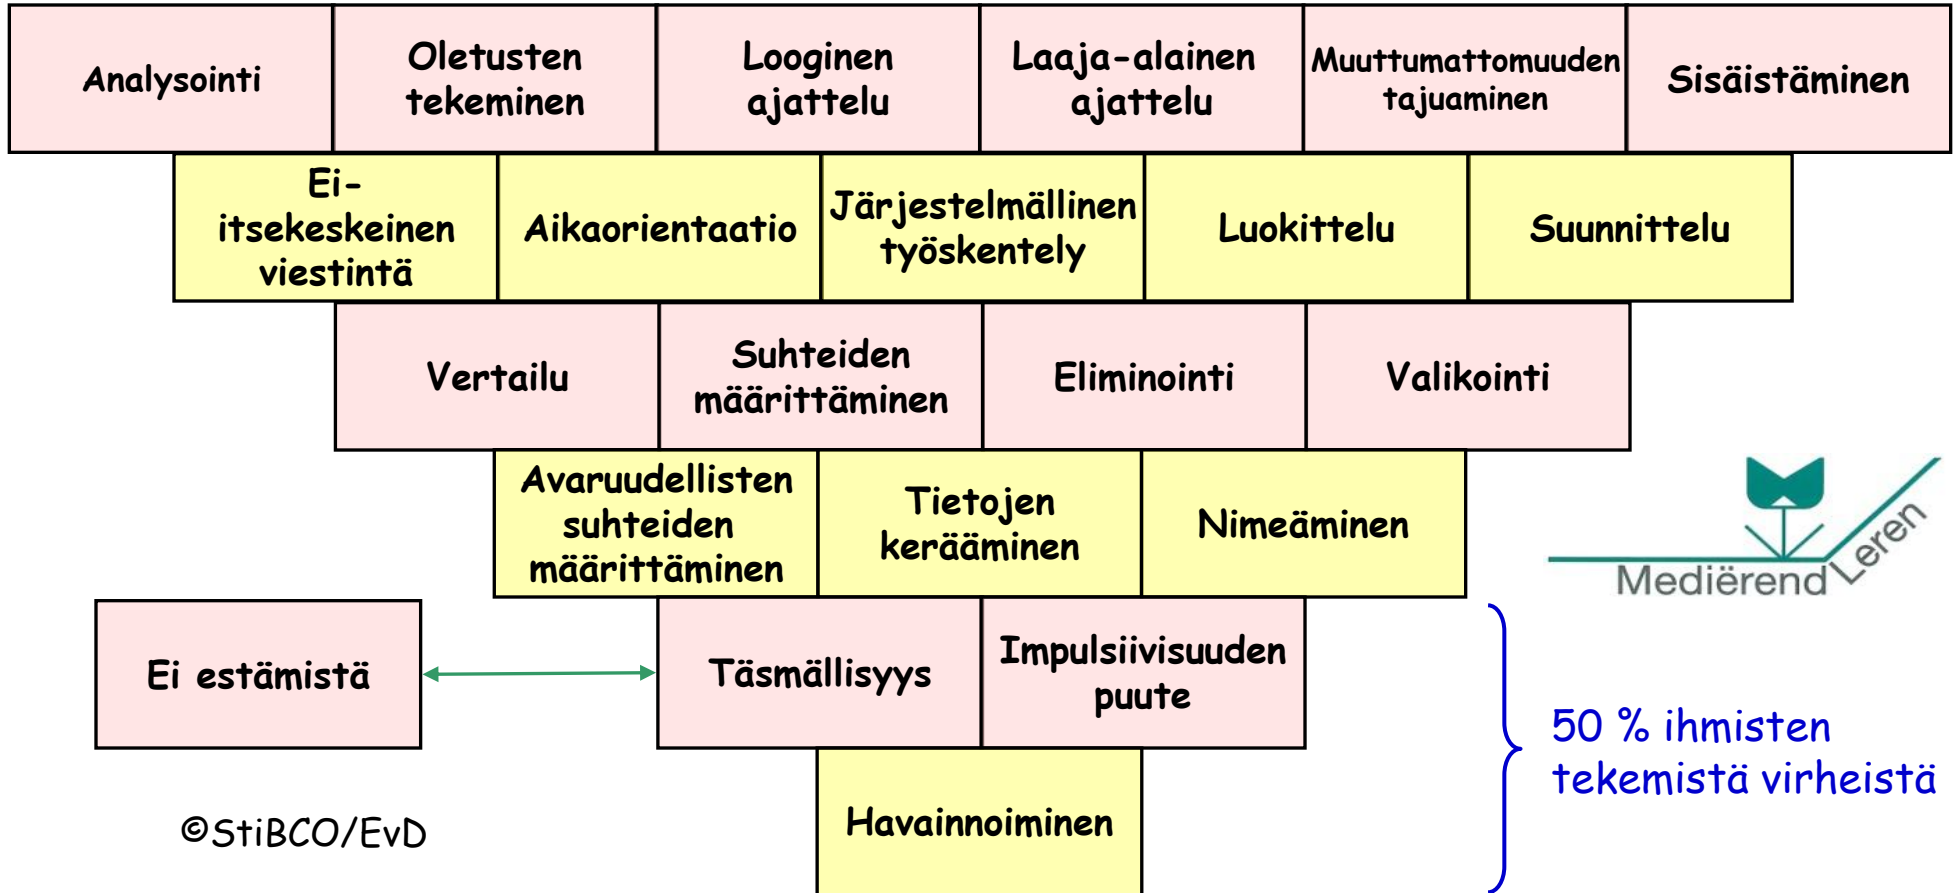 Analysointi
Oletusten
tekeminen
Looginen
ajattelu
Laaja-alainen
ajattelu
Muuttumattomuuden
tajuaminen
Sisäistäminen
Ei-
itsekeskeinen
viestintä
Aikaorientaatio
Järjestelmällinen
työskentely
Luokittelu
Suunnittelu
Vertailu
Suhteiden
määrittäminen
Eliminointi
Valikointi
Avaruudellisten
suhteiden
määrittäminen
Tietojen
kerääminen
Nimeäminen
Mediërend Leren
Ei estämistä
Täsmällisyys
Impulsiivisuuden
puute
50 % ihmisten
tekemistä virheistä
Havainnoiminen
©StiBCO/EvD